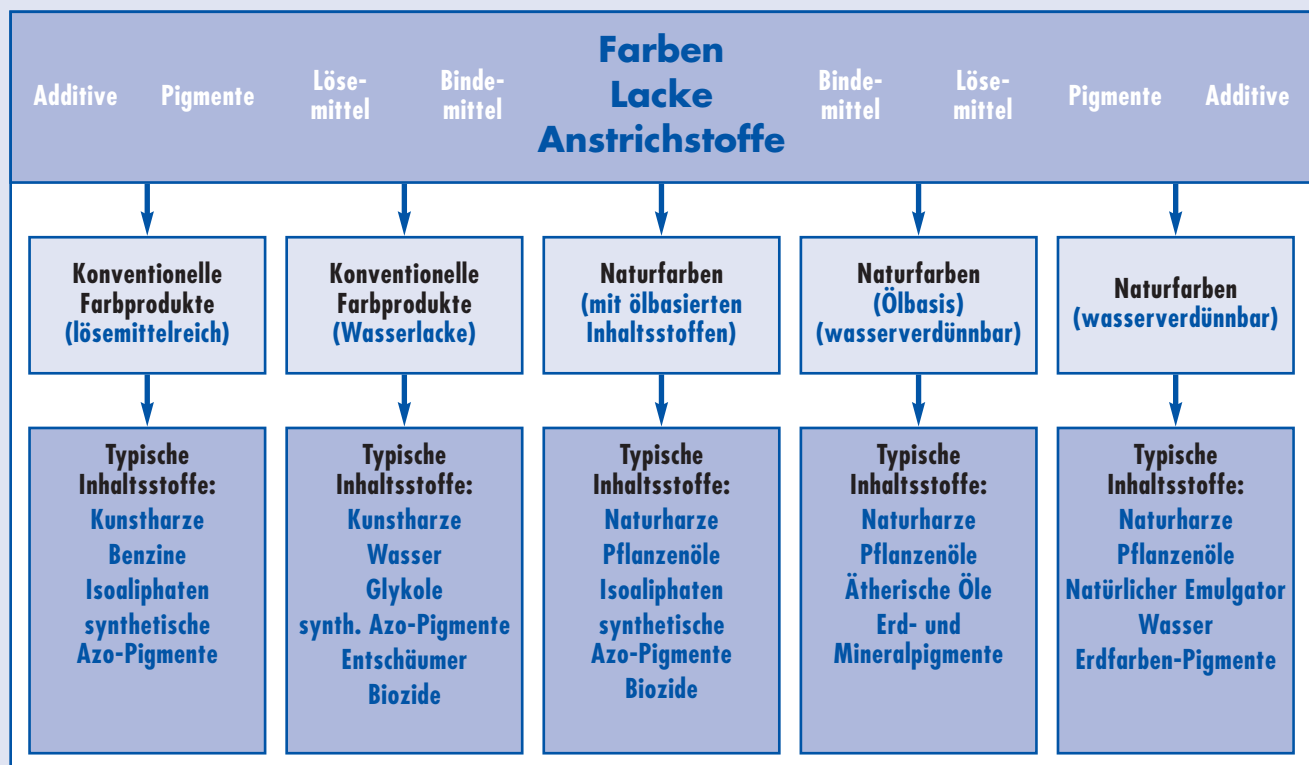 Farben
Lacke
Anstrichstoffe
Additive
Pigmente
Löse-
mittel
Binde-
mittel
Binde-
mittel
Löse-
mittel
Pigmente
Additive
Konventionelle
Farbprodukte
(lösemittelreich)
Konventionelle
Farbprodukte
(Wasserlacke)
Naturfarben
(mit ölbasierten
Inhaltsstoffen)
Naturfarben
(Ölbasis)
(wasserverdünnbar)
Naturfarben
(wasserverdünnbar)
Typische
Inhaltsstoffe:
Kunstharze
Benzine
Isoaliphaten
synthetische
Azo-Pigmente
Typische
Inhaltsstoffe:
Kunstharze
Wasser
Glykole
synth. Azo-Pigmente
Entschäumer
Biozide
Typische
Inhaltsstoffe:
Naturharze
Pflanzenöle
Isoaliphaten
synthetische
Azo-Pigmente
Biozide
Typische
Inhaltsstoffe:
Naturharze
Pflanzenöle
Ätherische Öle
Erd- und
Mineralpigmente
Typische
Inhaltsstoffe:
Naturharze
Pflanzenöle
Natürlicher Emulgator
Wasser
Erdfarben-Pigmente